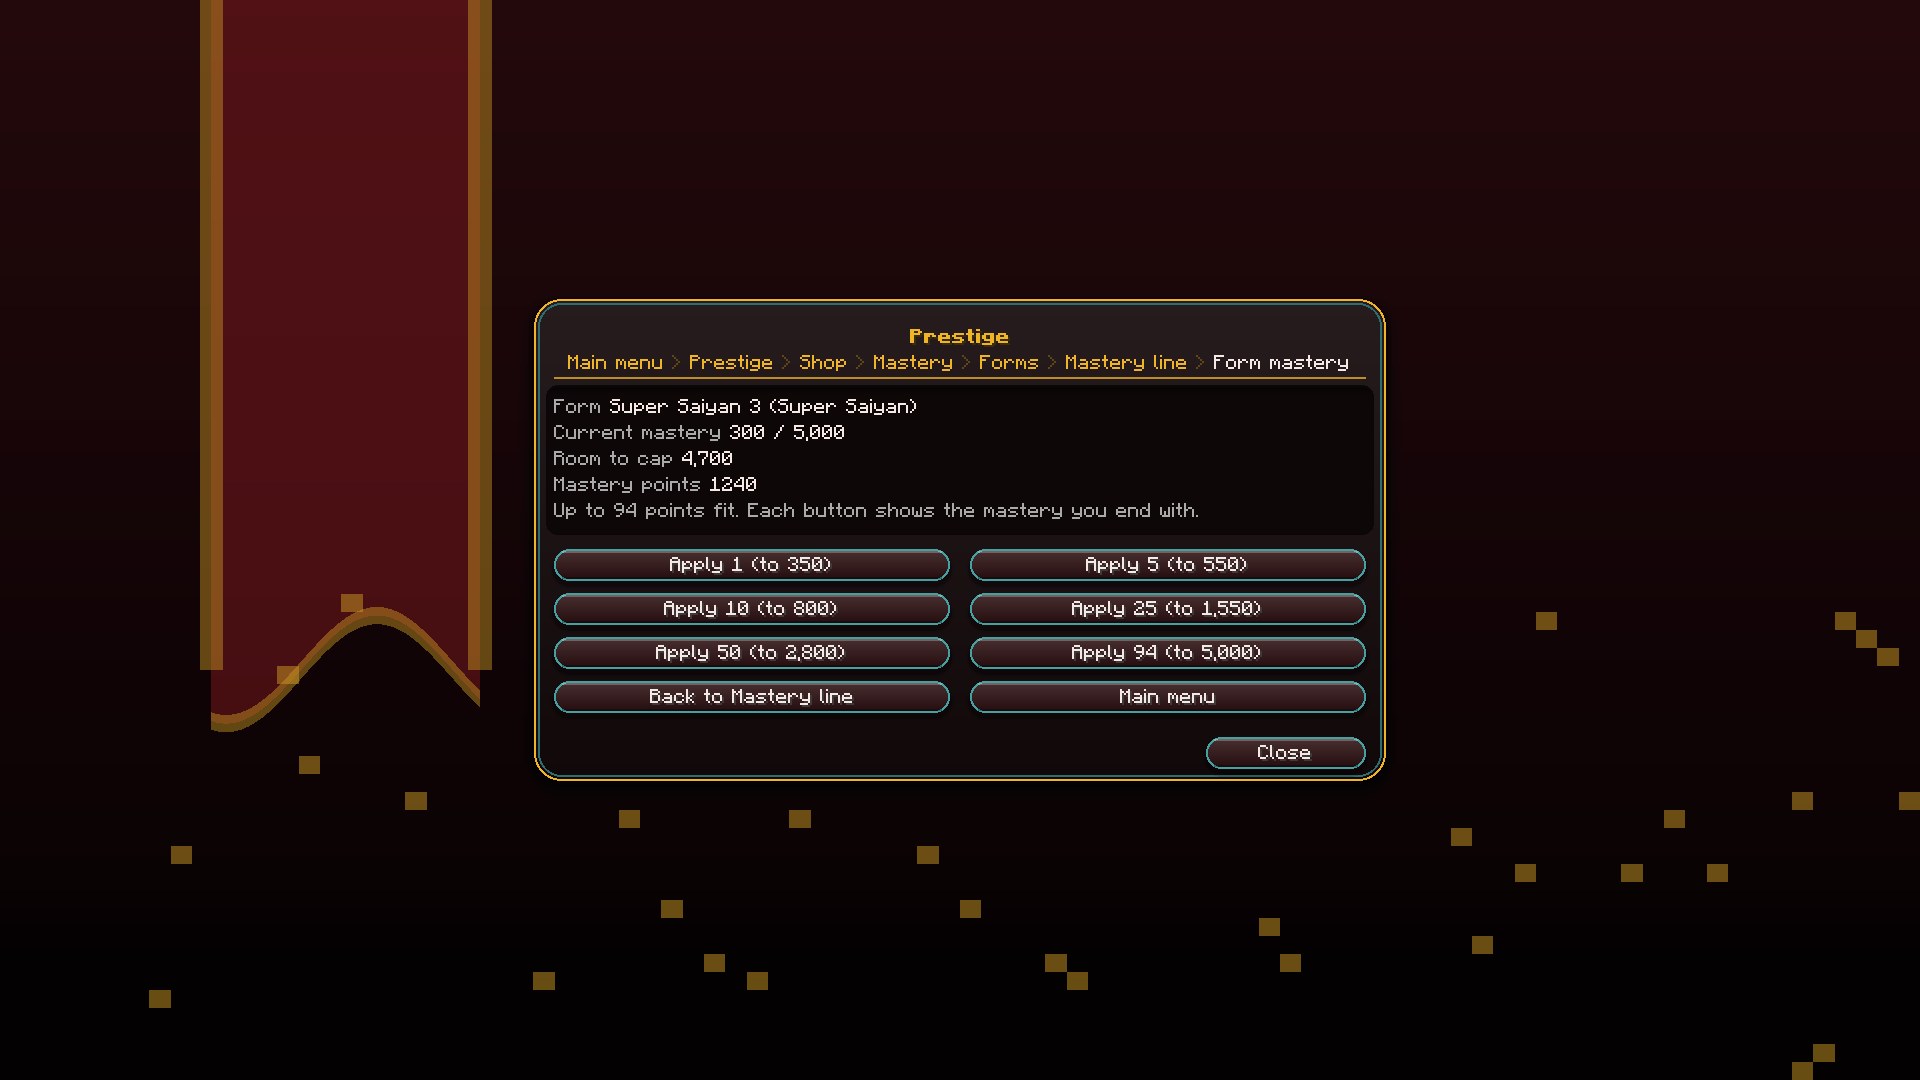 Prestige
Main menu > Prestige > Shop > Mastery > Forms > Mastery line > Form mastery
Form Super Saiyan 3 (Super Saiyan)
Current mastery 300 / 5,000
Room to cap 4,700
Mastery points 1240
Up to 94 points fit. Each button shows the mastery you end with.
Apply 1 (to 350)
Apply 5 (to 550)
Apply 10 (to 800)
Apply 25 (to 1,550)
Apply 50 (to 2,800)
Apply 94 (to 5,000)
Back to Mastery line
Main menu
Close